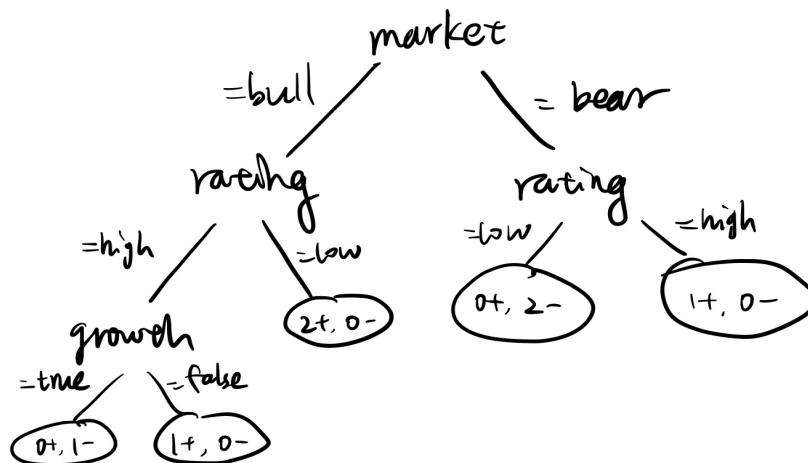 market
=bull
= bear
rating
rating
=high
=low
=low
=high
growth
2+, 0-
0+, 2-
1+, 0-
=true
=false
0+, 1-
1+, 0-